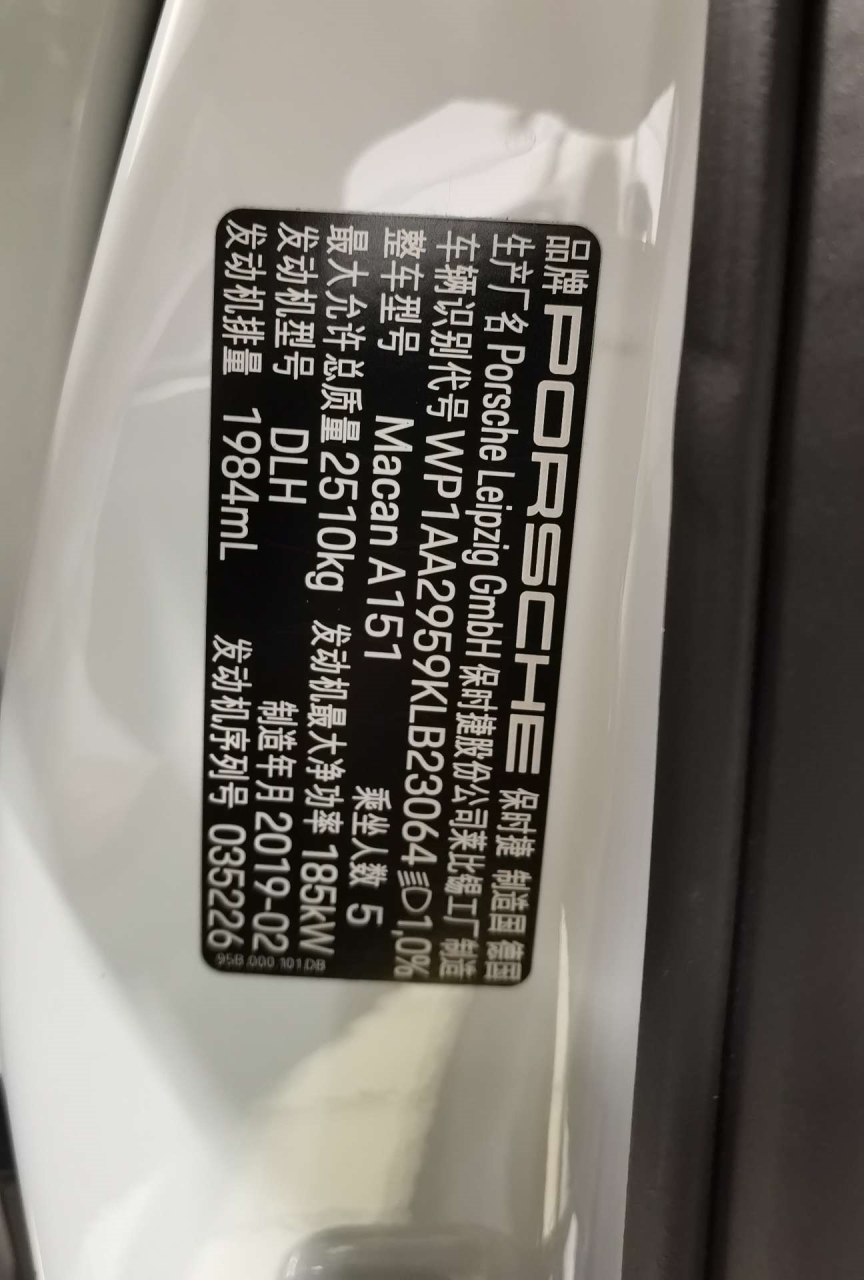 品牌 PORSCHE 保时捷 制造国 德国
生产厂名 Porsche Leipzig GmbH 保时捷股份公司莱比锡工厂制造
车辆识别代号 WP1AA2959KLB23064 1,0%
整车型号 Macan A151 乘坐人数 5
最大允许总质量 2510kg 发动机最大净功率 185kW
发动机型号 DLH 制造年月 2019-02
发动机排量 1984mL 发动机序列号 035226
95B.000 101.DB